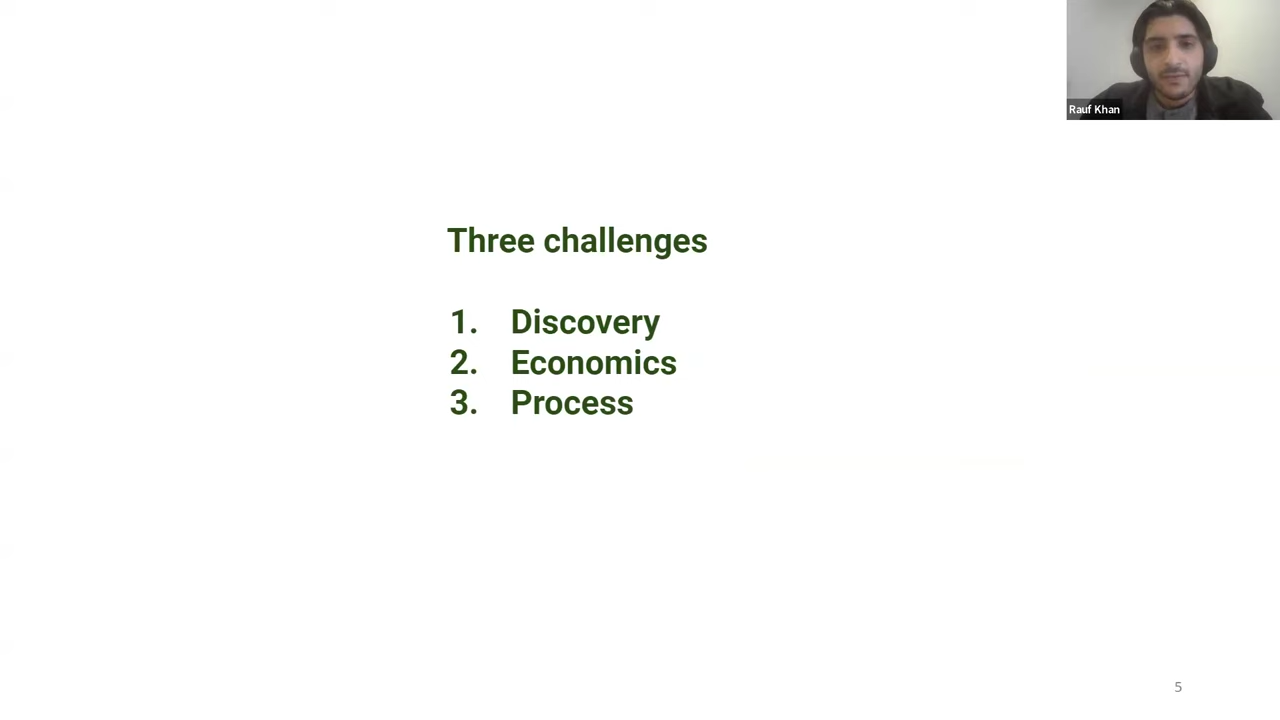 Rauf Khan
Three challenges
1. Discovery
2. Economics
3. Process
5